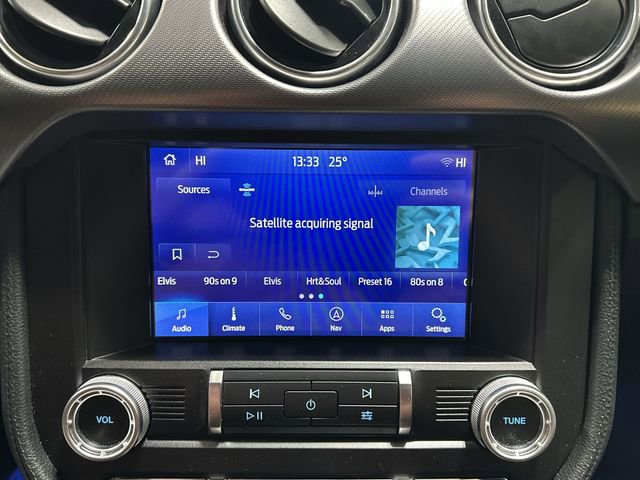 HI 13:33 25° HI
Sources Channels
Satellite acquiring signal
Elvis 90s on 9 Elvis Hrt&Soul Preset 16 80s on 8
Audio Climate Phone Nav Apps Settings
VOL TUNE